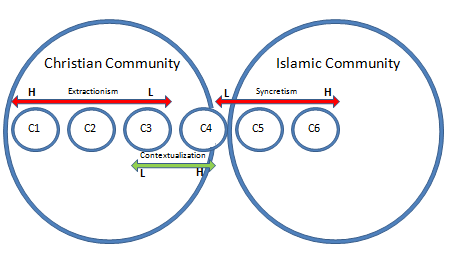 Christian Community
Islamic Community
H Extractionism L
L Syncretism H
C1 C2 C3 C4 C5 C6
Contextualization
L H